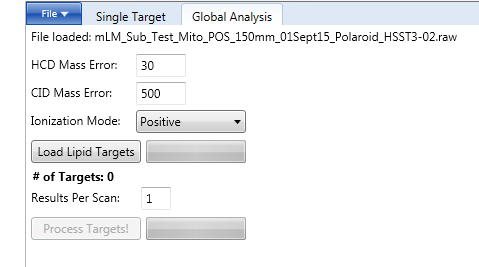 File Single Target Global Analysis
File loaded: mLM_Sub_Test_Mito_POS_150mm_01Sept15_Polaroid_HSST3-02.raw
HCD Mass Error: 30
CID Mass Error: 500
Ionization Mode: Positive
Load Lipid Targets
# of Targets: 0
Results Per Scan: 1
Process Targets!